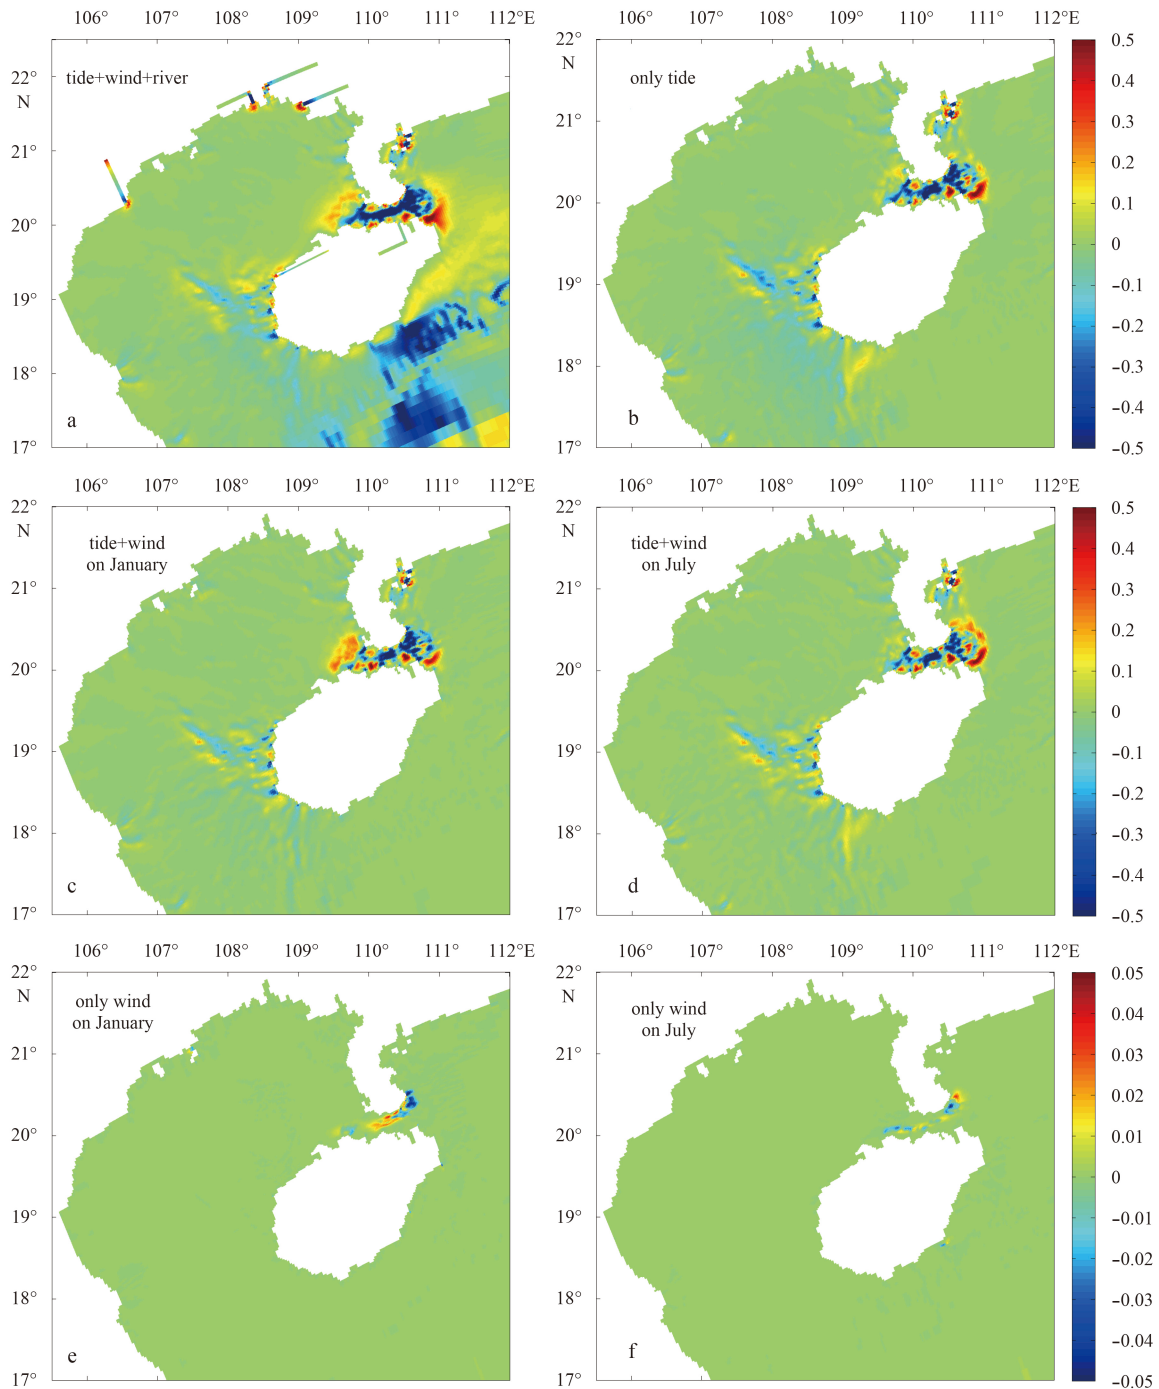 106° 107° 108° 109° 110° 111° 112°E
106° 107° 108° 109° 110° 111° 112°E
22°
N
21°
20°
19°
18°
17°
tide+wind+river
a
22°
N
21°
20°
19°
18°
17°
only tide
b
0.5
0.4
0.3
0.2
0.1
0
−0.1
−0.2
−0.3
−0.4
−0.5
106° 107° 108° 109° 110° 111° 112°E
106° 107° 108° 109° 110° 111° 112°E
22°
N
21°
20°
19°
18°
17°
tide+wind
on January
c
22°
N
21°
20°
19°
18°
17°
tide+wind
on July
d
0.5
0.4
0.3
0.2
0.1
0
−0.1
−0.2
−0.3
−0.4
−0.5
106° 107° 108° 109° 110° 111° 112°E
106° 107° 108° 109° 110° 111° 112°E
22°
N
21°
20°
19°
18°
17°
only wind
on January
e
22°
N
21°
20°
19°
18°
17°
only wind
on July
f
0.05
0.04
0.03
0.02
0.01
0
−0.01
−0.02
−0.03
−0.04
−0.05